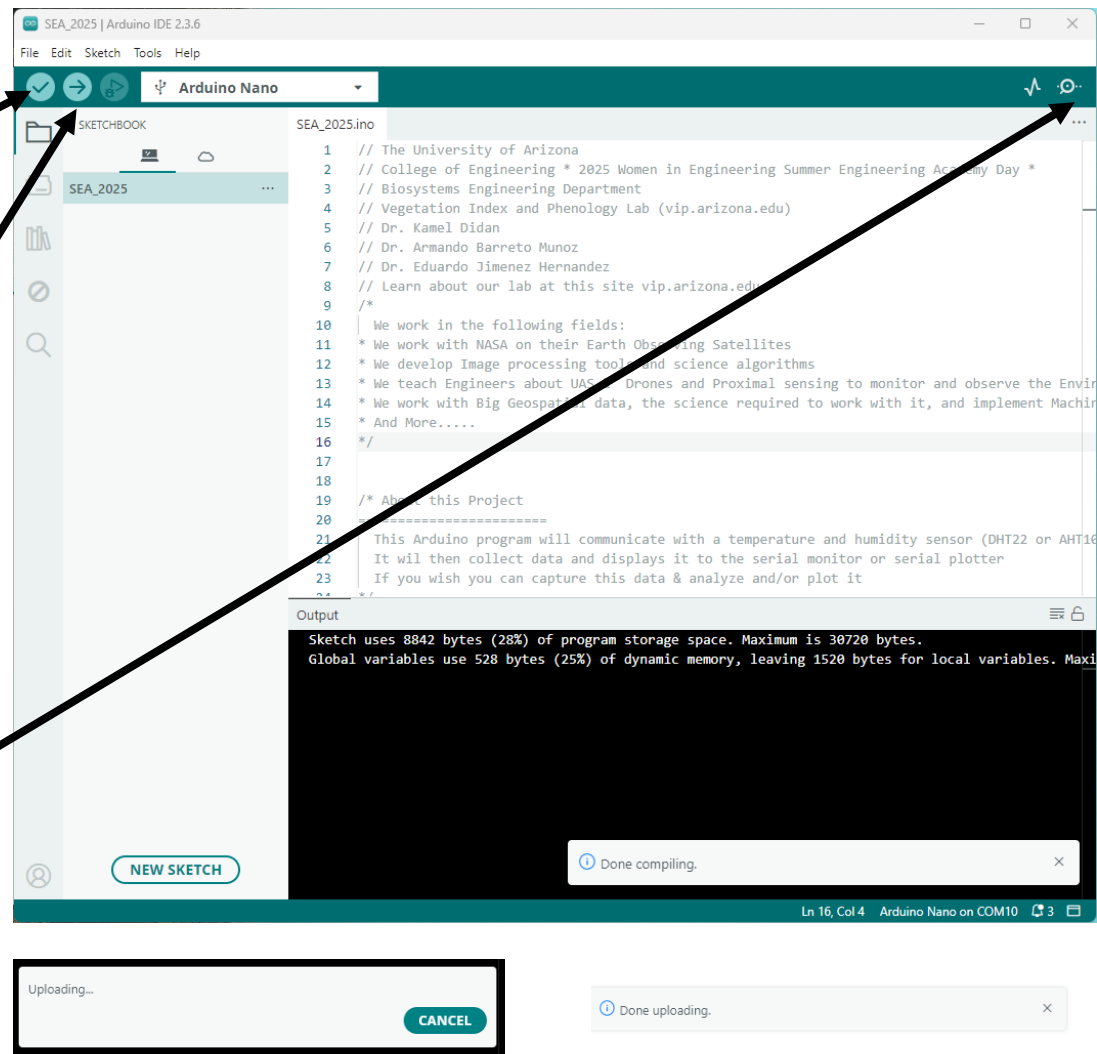 SEA_2025 | Arduino IDE 2.3.6
File Edit Sketch Tools Help
Arduino Nano
SKETCHBOOK
SEA_2025.ino
SEA_2025
1 // The University of Arizona
2 // College of Engineering * 2025 Women in Engineering Summer Engineering Academy Day *
3 // Biosystems Engineering Department
4 // Vegetation Index and Phenology Lab (vip.arizona.edu)
5 // Dr. Kamel Didan
6 // Dr. Armando Barreto Munoz
7 // Dr. Eduardo Jimenez Hernandez
8 // Learn about our lab at this site vip.arizona.edu
9 /*
10 We work in the following fields:
11 * We work with NASA on their Earth Observing Satellites
12 * We develop Image processing tools and science algorithms
13 * We teach Engineers about Drones and Proximal sensing to monitor and observe the
14 * We work with Big Geospatial data, the science required to work with it, and implement
15 * And More.....
16 */
17
18
19 /* About this Project
20 =========================
21 This Arduino program will communicate with a temperature and humidity sensor (DHT22 or
22 It wil then collect data and displays it to the serial monitor or serial plotter
23 If you wish you can capture this data & analyze and/or plot it
Output
Sketch uses 8842 bytes (28%) of program storage space. Maximum is 30720 bytes.
Global variables use 528 bytes (25%) of dynamic memory, leaving 1520 bytes for local variables.
Done compiling.
NEW SKETCH
Ln 16, Col 4 Arduino Nano on COM10 3
Uploading...
CANCEL
Done uploading.